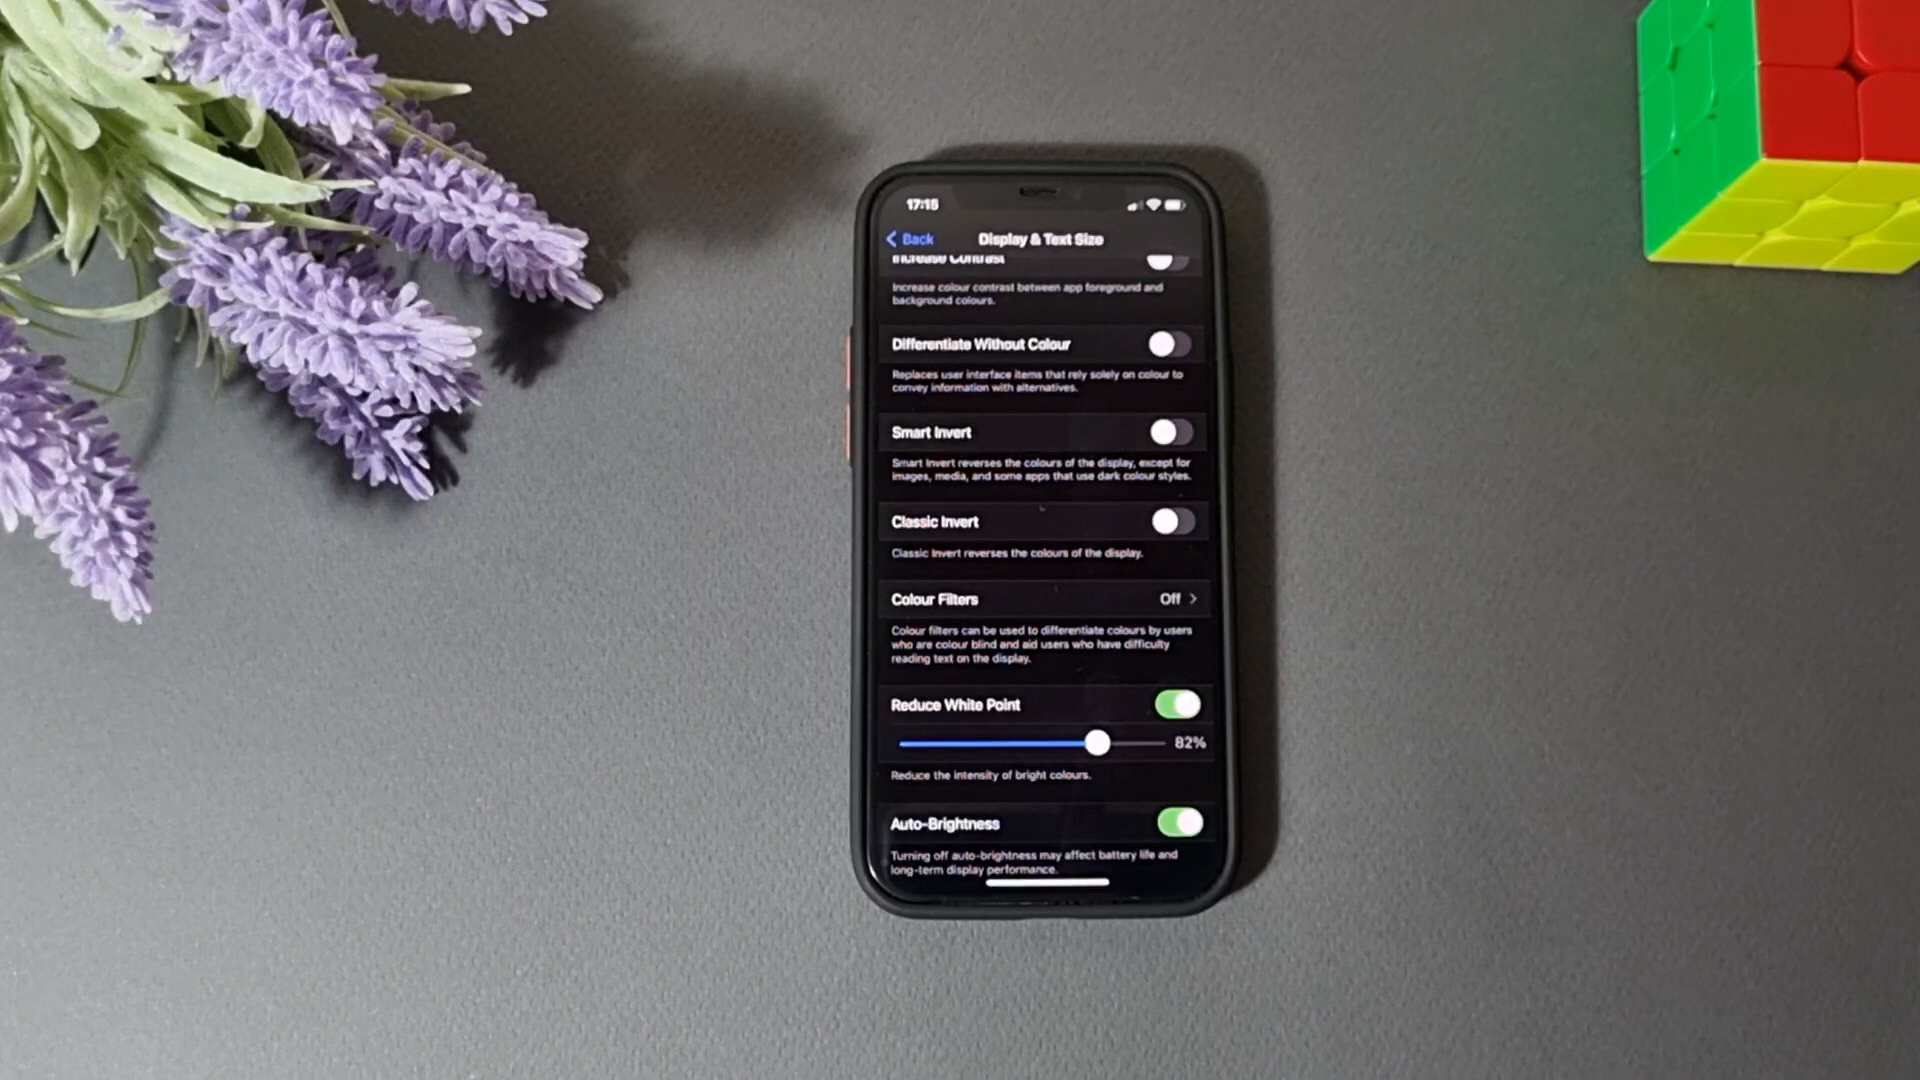 17:15
Back
Display & Text Size
Increase Contrast
Increase colour contrast between app foreground and
background colours.
Differentiate Without Colour
Replaces user interface items that rely solely on colour to
convey information with alternatives.
Smart Invert
Smart Invert reverses the colours of the display, except for
images, media, and some apps that use dark colour styles.
Classic Invert
Classic Invert reverses the colours of the display.
Colour Filters Off
Colour filters can be used to differentiate colours by users
who are colour blind and aid users who have difficulty
reading text on the display.
Reduce White Point
82%
Reduce the intensity of bright colours.
Auto-Brightness
Turning off auto-brightness may affect battery life and
long-term display performance.